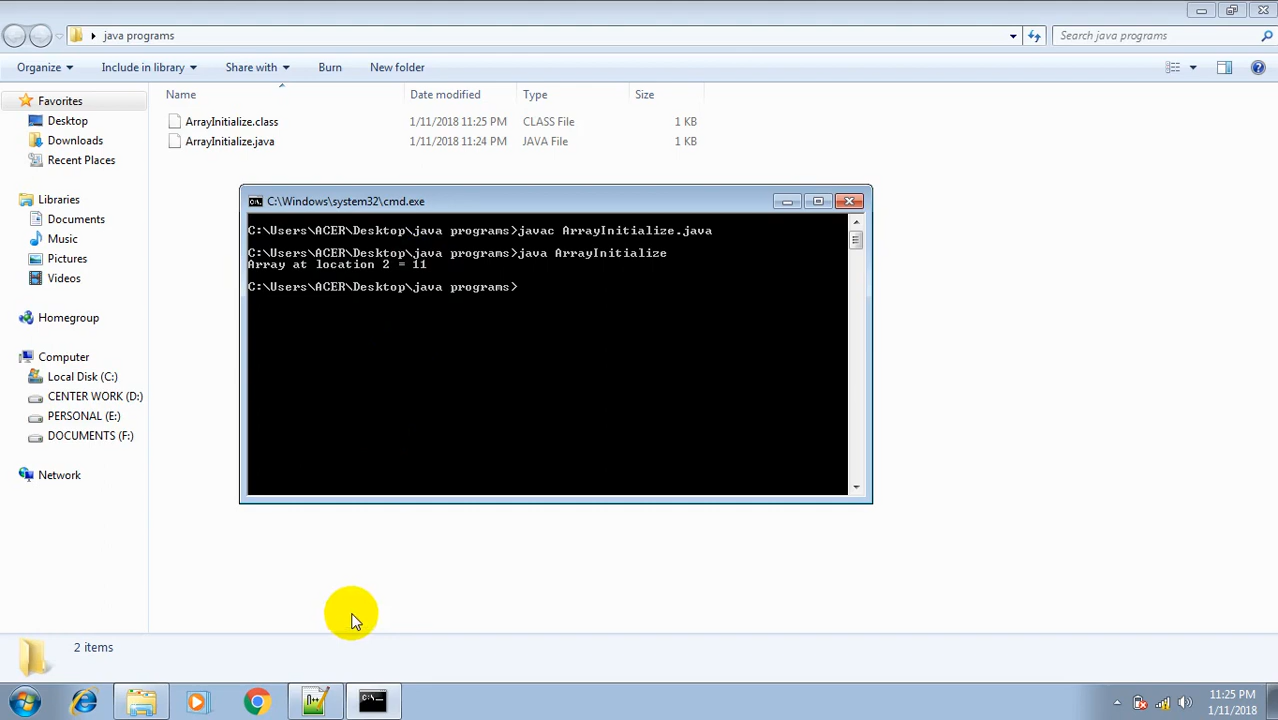 java programs
Search java programs
Organize
Include in library
Share with
Burn
New folder
Name
Date modified
Type
Size
Favorites
Desktop
Downloads
Recent Places
Libraries
Documents
Music
Pictures
Videos
Homegroup
Computer
Local Disk (C:)
CENTER WORK (D:)
PERSONAL (E:)
DOCUMENTS (F:)
Network
ArrayInitialize.class 1/11/2018 11:25 PM CLASS File 1 KB
ArrayInitialize.java 1/11/2018 11:24 PM JAVA File 1 KB
C:\Windows\system32\cmd.exe
C:\Users\ACER\Desktop\java programs>javac ArrayInitialize.java
C:\Users\ACER\Desktop\java programs>java ArrayInitialize
Array at location 2 = 11
C:\Users\ACER\Desktop\java programs>
2 items
11:25 PM
1/11/2018